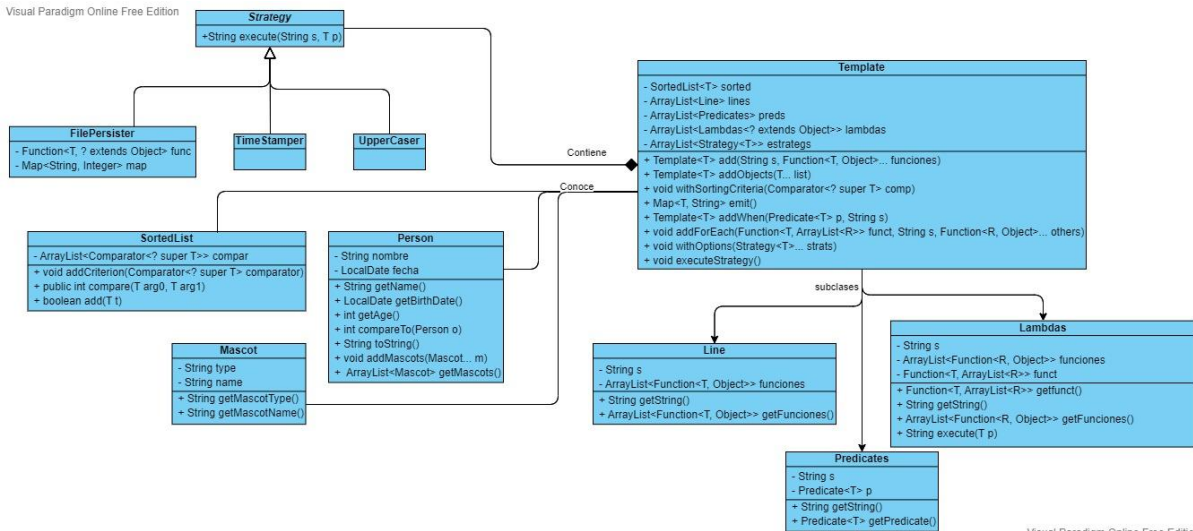 Visual Paradigm Online Free Edition
Strategy
+String execute(String s, T p)
FilePersister
- Function<T, ? extends Object> func
- Map<String, Integer> map
TimeStamper
UpperCaser
Contiene
Conoce
Template
- SortedList<T> sorted
- ArrayList<Line> lines
- ArrayList<Predicates> preds
- ArrayList<Lambdas<? extends Object>> lambdas
- ArrayList<Strategy<T>> estrategs
+ Template<T> add(String s, Function<T, Object>... funciones)
+ Template<T> addObjects(T... list)
+ void withSortingCriteria(Comparator<? super T> comp)
+ Map<T, String> emit()
+ Template<T> addWhen(Predicate<T> p, String s)
+ void addForEach(Function<T, ArrayList<R>> funct, String s, Function<R, Object>... others)
+ void withOptions(Strategy<T>... strats)
+ void executeStrategy()
SortedList
- ArrayList<Comparator<? super T>> compar
+ void addCriterion(Comparator<? super T> comparator)
+ public int compare(T arg0, T arg1)
+ boolean add(T t)
Person
- String nombre
- LocalDate fecha
+ String getName()
+ LocalDate getBirthDate()
+ int getAge()
+ int compareTo(Person o)
+ String toString()
+ void addMascots(Mascot... m)
+ ArrayList<Mascot> getMascots()
Mascot
- String type
- String name
+ String getMascotType()
+ String getMascotName()
subclases
Line
- String s
- ArrayList<Function<T, Object>> funciones
+ String getString()
+ ArrayList<Function<T, Object>> getFunciones()
Lambdas
- String s
- ArrayList<Function<R, Object>> funciones
- Function<T, ArrayList<R>> funct
+ Function<T, ArrayList<R>> getfunct()
+ String getString()
+ ArrayList<Function<R, Object>> getFunciones()
+ String execute(T p)
Predicates
- String s
- Predicate<T> p
+ String getString()
+ Predicate<T> getPredicate()
Visual Paradigm Online Free Edition